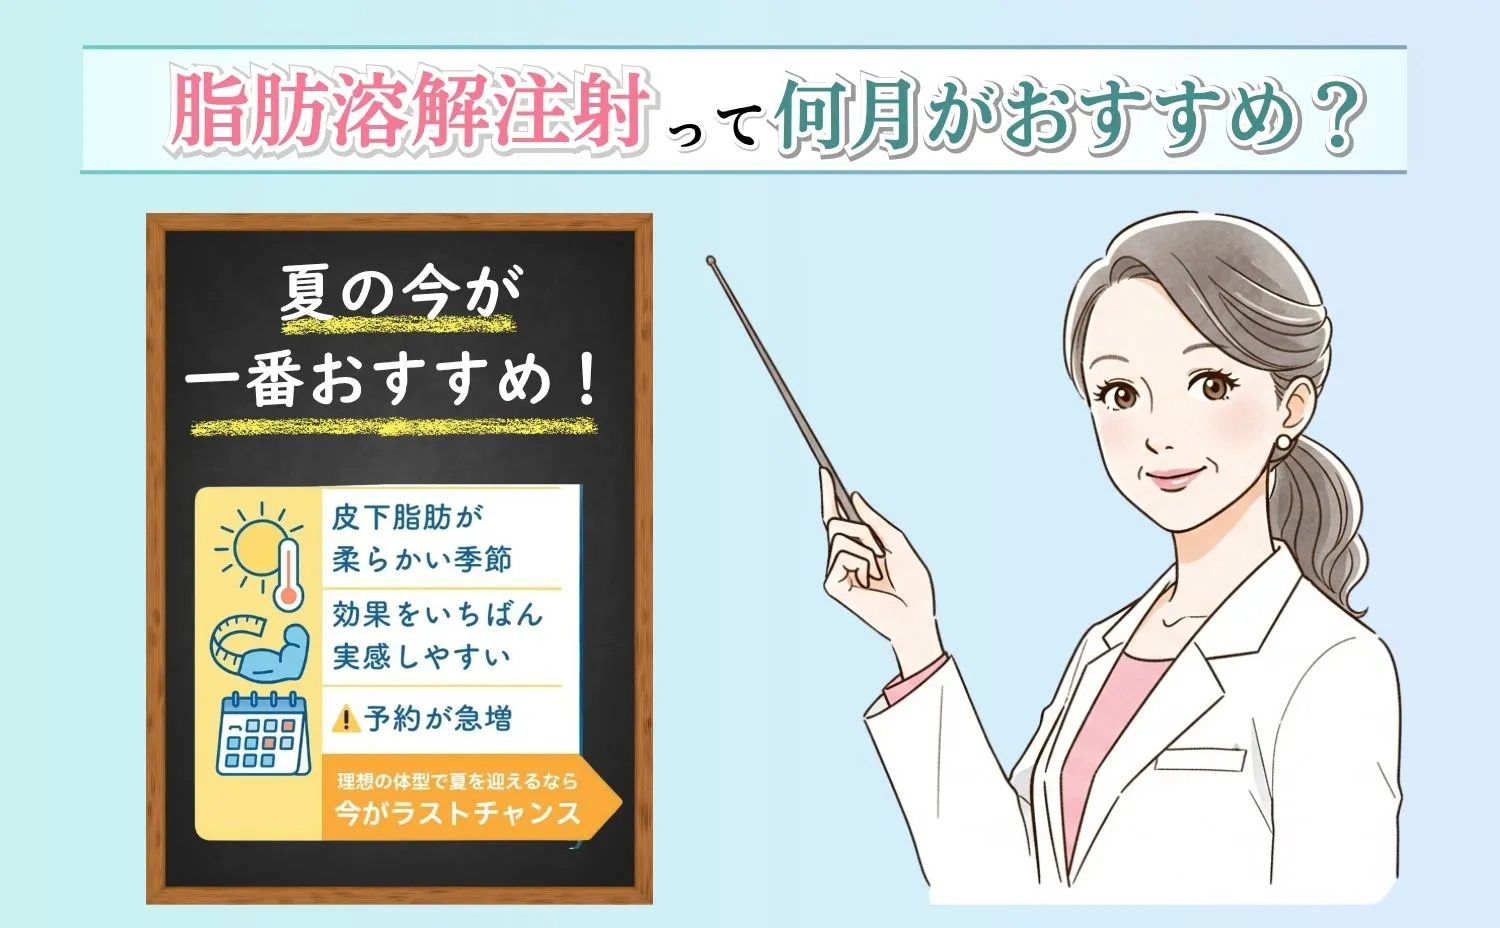 脂肪溶解注射って何月がおすすめ？
夏の今が
一番おすすめ！
皮下脂肪が
柔らかい季節
効果をいちばん
実感しやすい
予約が急増
理想の体型で夏を迎えるなら
今がラストチャンス